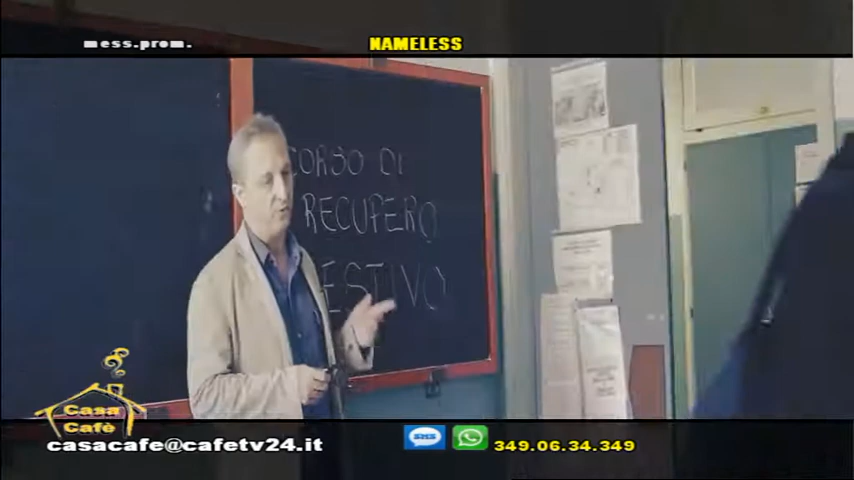 mess.prom.
NAMELESS
CORSO DI
RECUPERO
ESTIVO
Casa
Cafè
casacafe@cafetv24.it
SMS
349.06.34.349